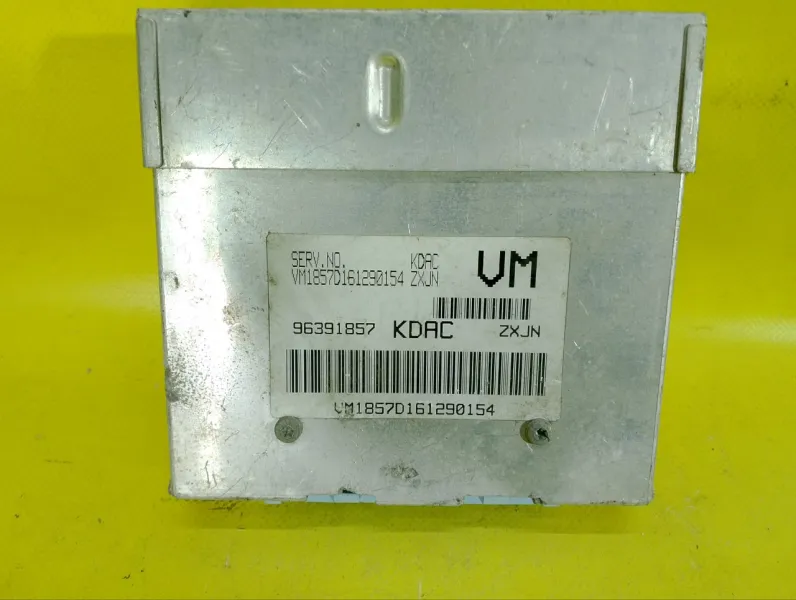 SERV.NO. KDAC VM
VM1857D161290154 ZXJN
96391857 KDAC ZXJN
VM1857D161290154